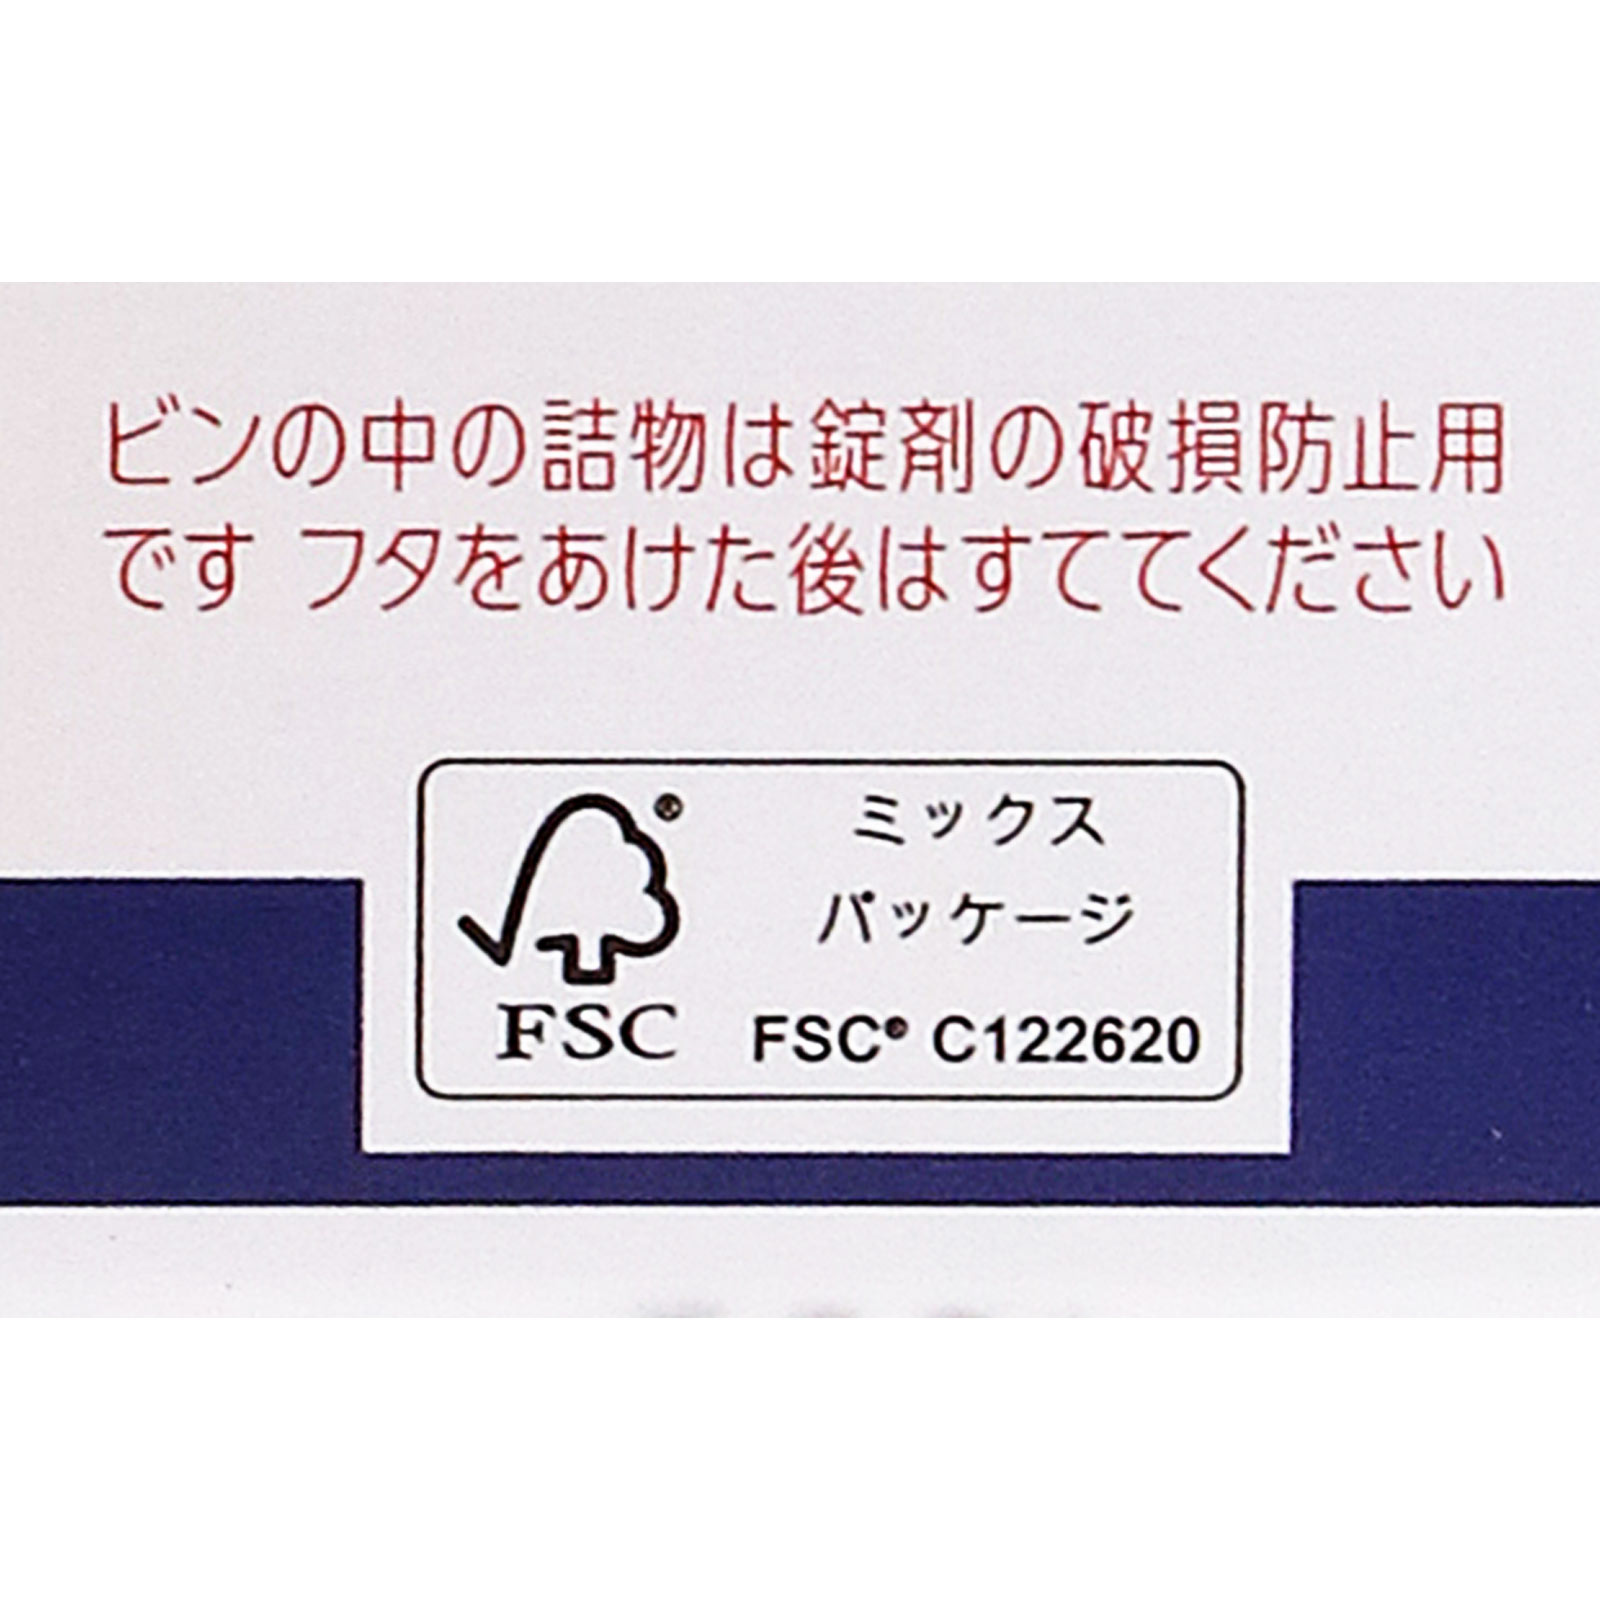 ビンの中の詰物は錠剤の破損防止用
です フタをあけた後はすててください
®
FSC
ミックス
パッケージ
FSC® C122620